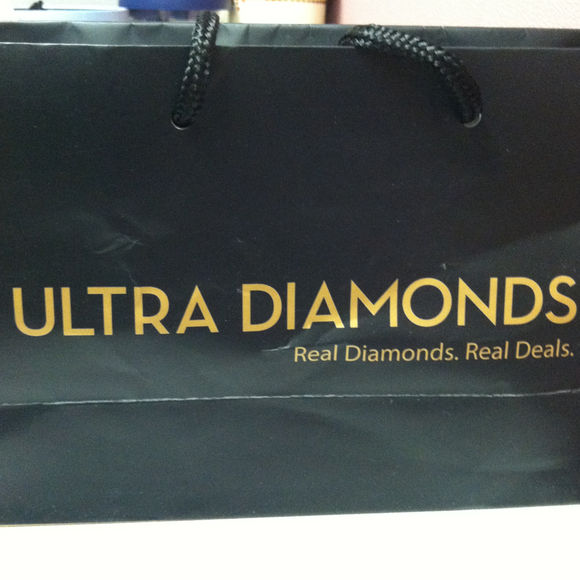 ULTRA DIAMONDS
Real Diamonds. Real Deals.